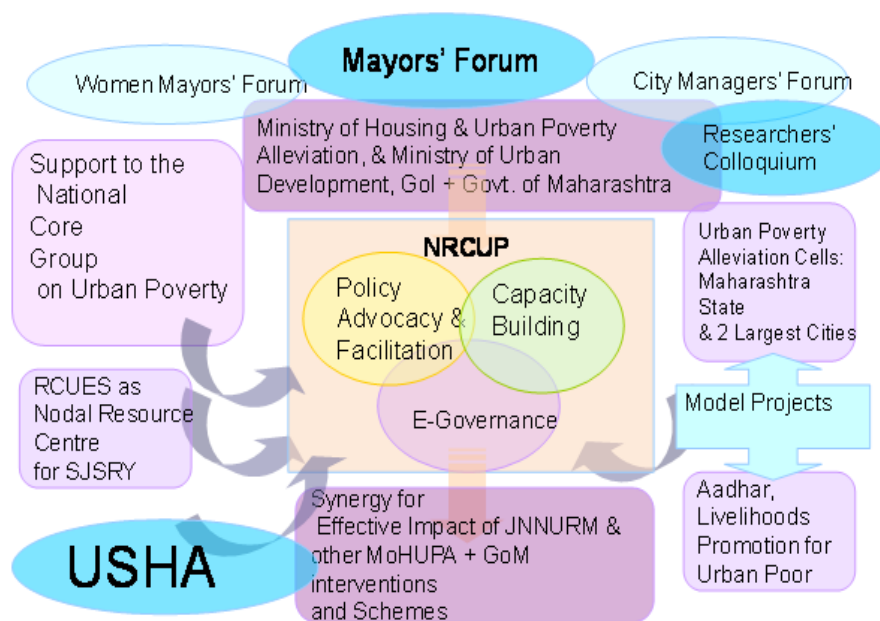 Mayors' Forum
Women Mayors' Forum
City Managers' Forum
Ministry of Housing & Urban Poverty
Alleviation, & Ministry of Urban
Development, GoI + Govt. of Maharashtra
Researchers'
Colloquium
Support to the
National
Core
Group
on Urban Poverty
NRCUP
Policy
Advocacy &
Facilitation
Capacity
Building
E-Governance
Urban Poverty
Alleviation Cells:
Maharashtra
State
& 2 Largest Cities
RCUES as
Nodal Resource
Centre
for SJSRY
Model Projects
USHA
Synergy for
Effective Impact of JNNURM &
other MoHUPA + GoM
interventions
and Schemes
Aadhar,
Livelihoods
Promotion for
Urban Poor